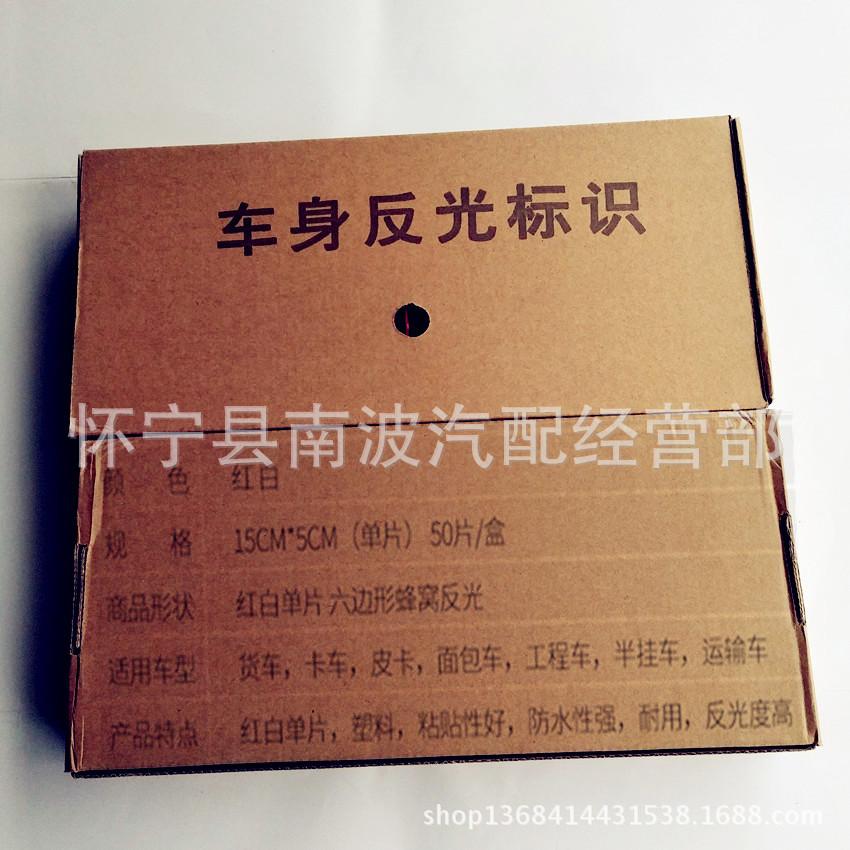 车身反光标识
怀宁县南波汽配经营部
颜 色 红白
规 格 15CM*5CM（单片） 50片/盒
商品形状 红白单片六边形蜂窝反光
适用车型 货车，卡车，皮卡，面包车，工程车，半挂车，运输车
产品特点 红白单片，塑料，粘贴性好，防水性强，耐用，反光度高
shop1368414431538.1688.com